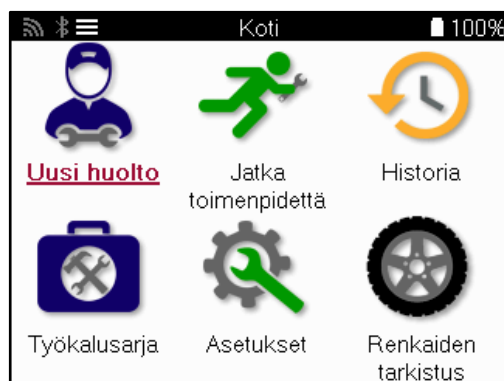 Koti 100%
Uusi huolto Jatka toimenpidettä Historia
Työkalusarja Asetukset Renkaiden tarkistus